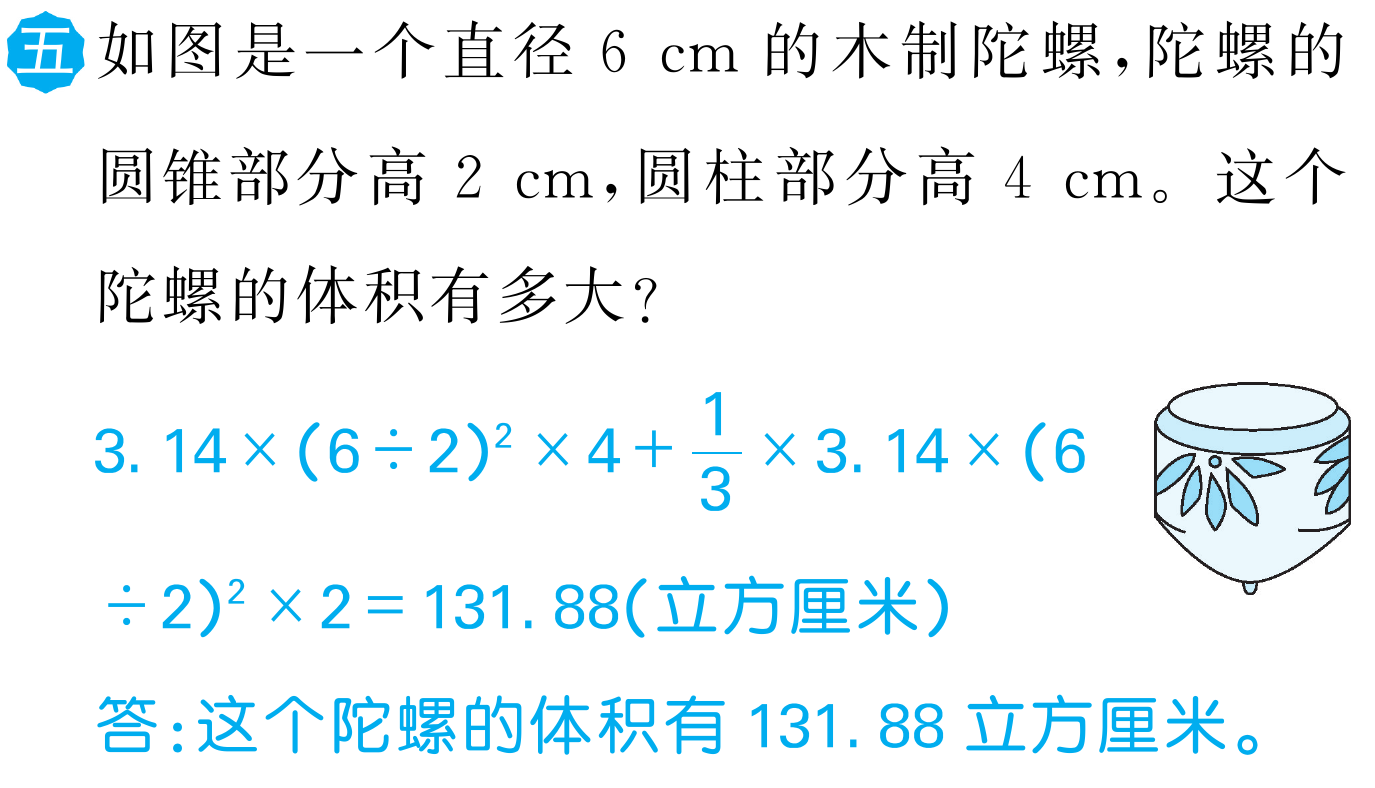 五 如图是一个直径 6 cm 的木制陀螺,陀螺的
圆锥部分高 2 cm,圆柱部分高 4 cm。这个
陀螺的体积有多大?
3.14×(6÷2)²×4+1/3×3.14×(6
÷2)²×2=131.88(立方厘米)
答:这个陀螺的体积有 131.88 立方厘米。